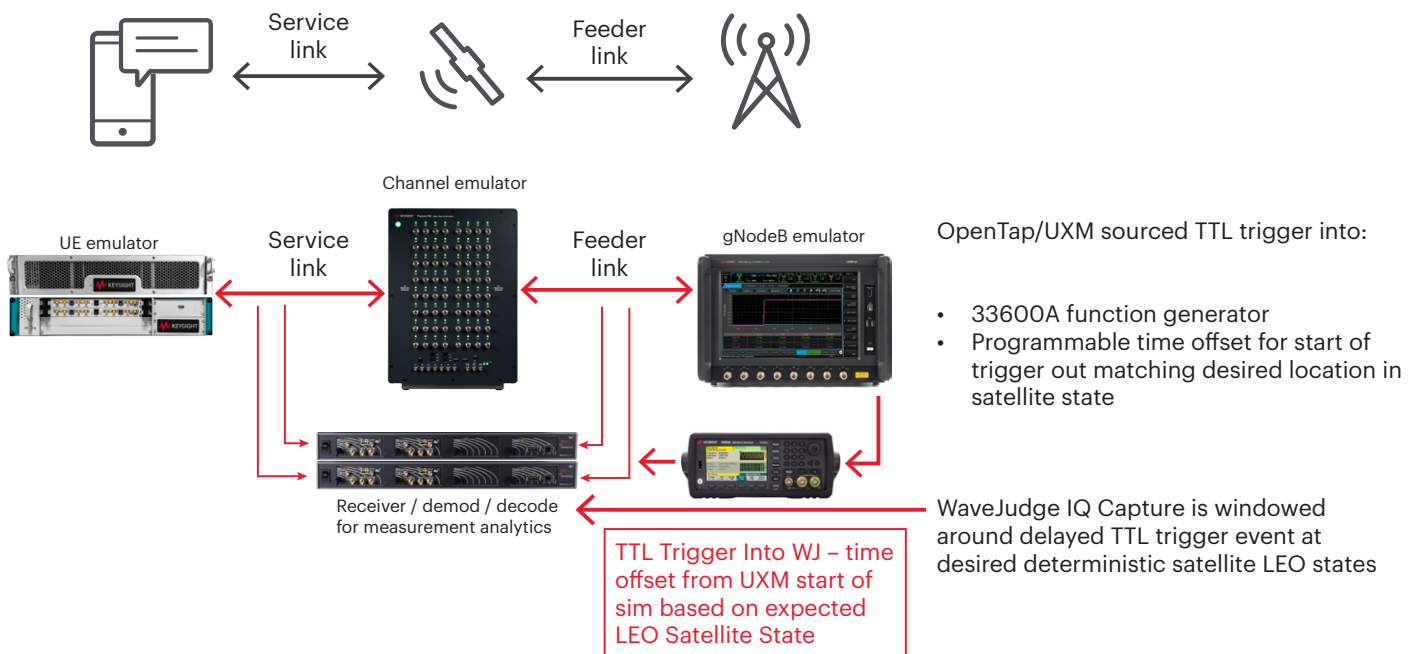 Service
link
Feeder
link
Channel emulator
UE emulator
Service
link
Feeder
link
gNodeB emulator
KEYSIGHT
KEYSIGHT
KEYSIGHT
OpenTap/UXM sourced TTL trigger into:
• 33600A function generator
• Programmable time offset for start of
trigger out matching desired location in
satellite state
Receiver / demod / decode
for measurement analytics
WaveJudge IQ Capture is windowed
around delayed TTL trigger event at
desired deterministic satellite LEO states
TTL Trigger Into WJ – time
offset from UXM start of
sim based on expected
LEO Satellite State